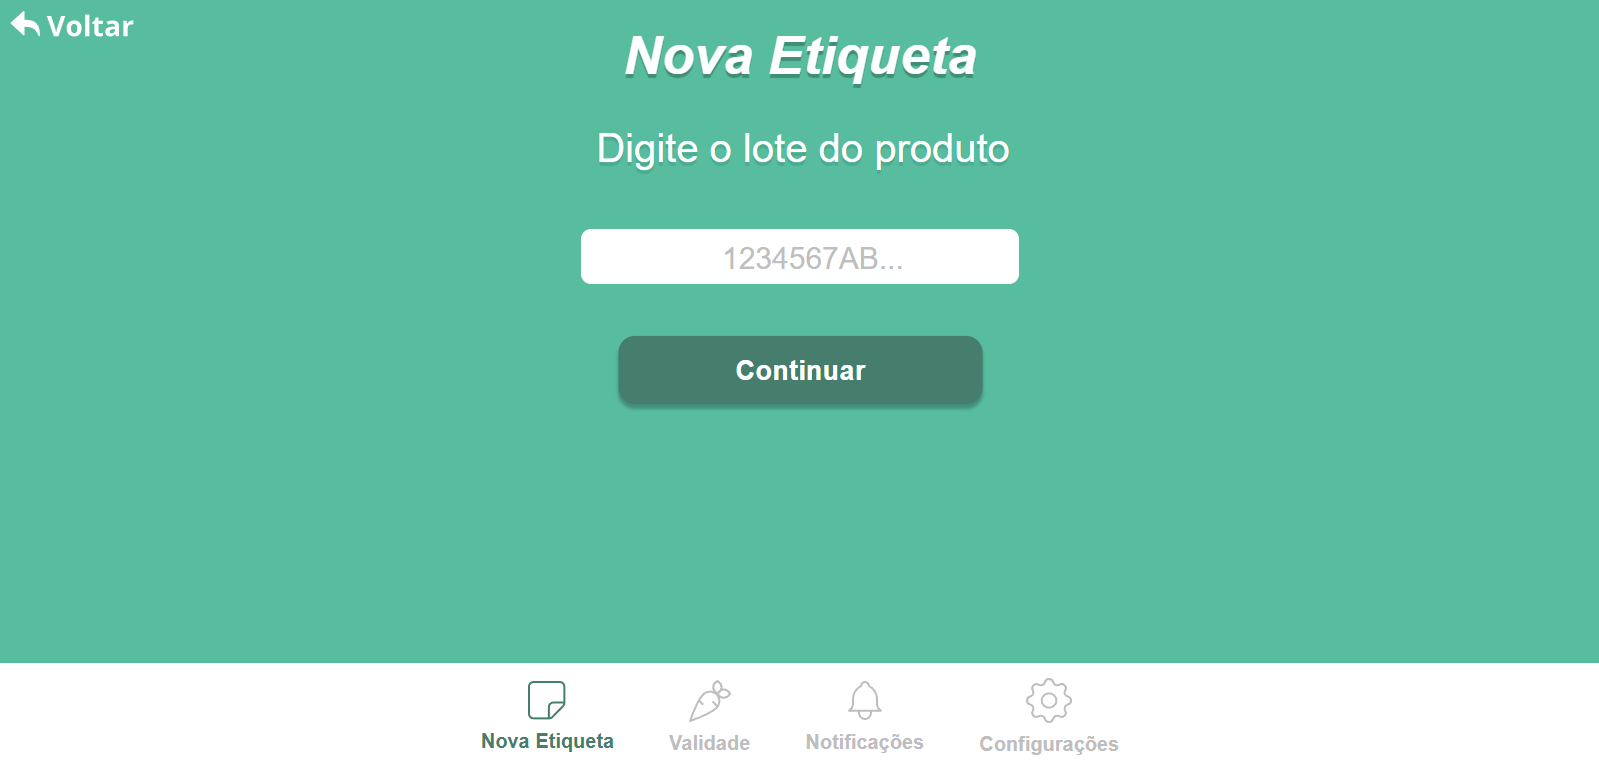 Voltar
Nova Etiqueta
Digite o lote do produto
1234567AB...
Continuar
Nova Etiqueta
Validade
Notificações
Configurações